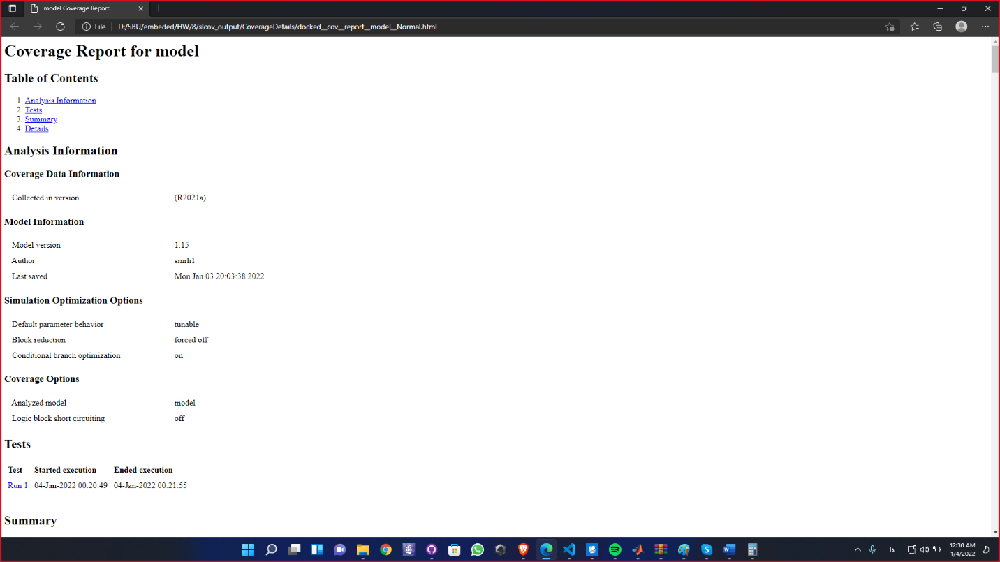 model Coverage Report
File
D:/SBU/embeded/HW/8/slcov_output/CoverageDetails/docked__cov__report__model__Normal.html
Coverage Report for model
Table of Contents
1. Analysis Information
2. Tests
3. Summary
4. Details
Analysis Information
Coverage Data Information
Collected in version (R2021a)
Model Information
Model version 1.15
Author smrh1
Last saved Mon Jan 03 20:03:38 2022
Simulation Optimization Options
Default parameter behavior tunable
Block reduction forced off
Conditional branch optimization on
Coverage Options
Analyzed model model
Logic block short circuiting off
Tests
Test Started execution Ended execution
Run 1 04-Jan-2022 00:20:49 04-Jan-2022 00:21:55
Summary
فا
12:30 AM
1/4/2022